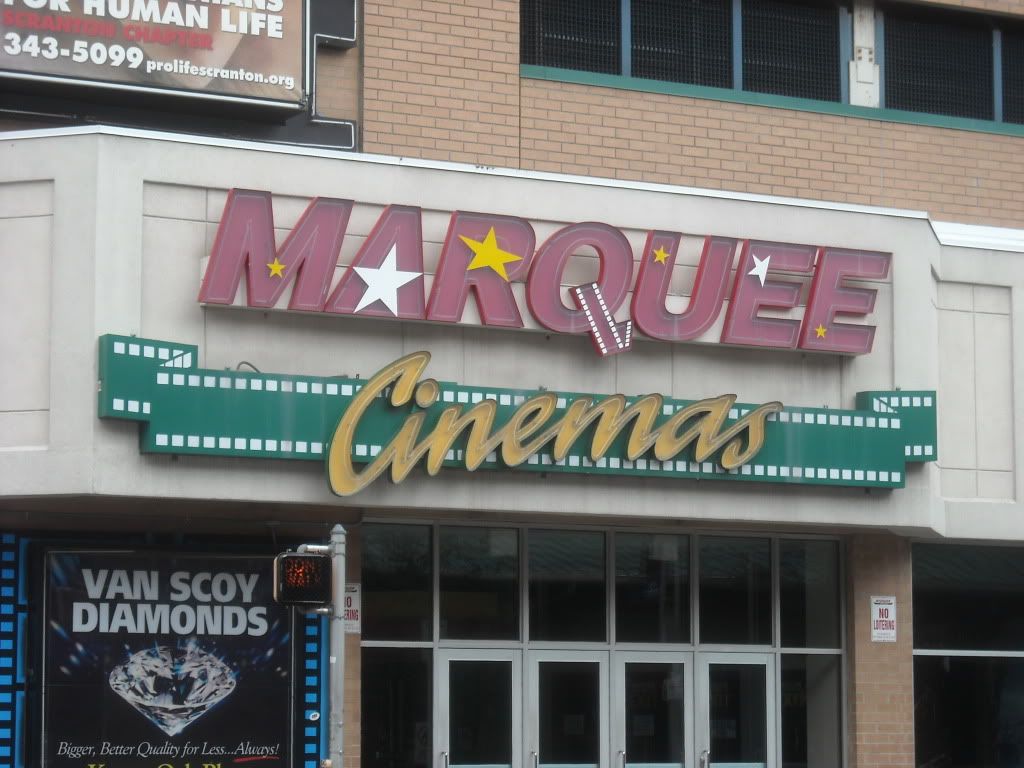 FOR HUMAN LIFE
SCRANTON CHAPTER
343-5099 prolifescranton.org
MARQUEE
Cinemas
VAN SCOY
DIAMONDS
Bigger, Better Quality for Less...Always!
NO
LOITERING